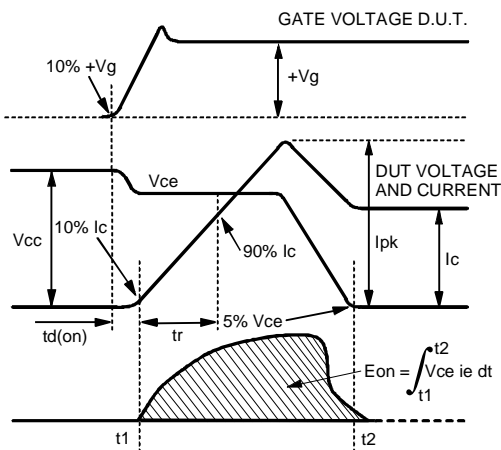 GATE VOLTAGE D.U.T.
10% +Vg
+Vg
Vce
DUT VOLTAGE
AND CURRENT
Vcc
10% Ic
90% Ic
Ipk
Ic
td(on)
tr
5% Vce
Eon = ∫ Vce ie dt
t2
t1
t1
t2